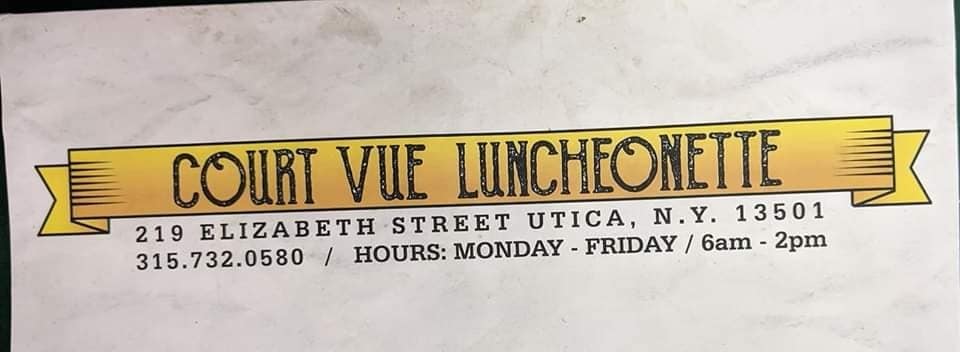 COURT VUE LUNCHEONETTE
219 ELIZABETH STREET UTICA, N.Y. 13501
315.732.0580 / HOURS: MONDAY - FRIDAY / 6am - 2pm